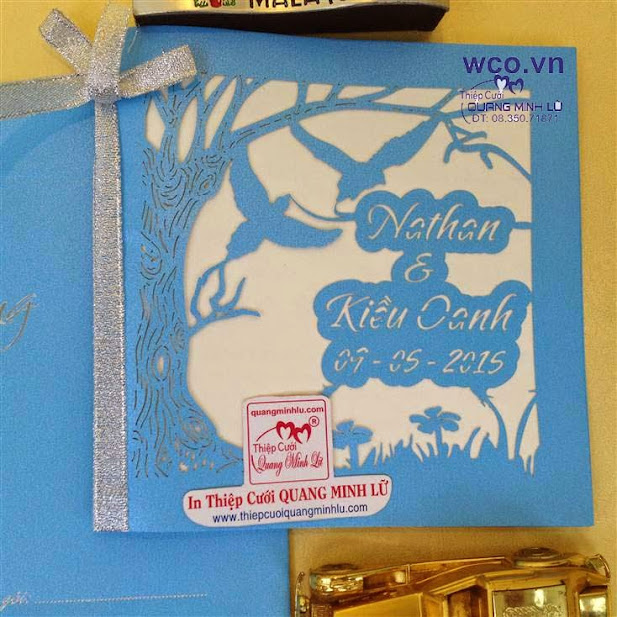 MALAYSIA
wco.vn
Thiệp Cưới
QUANG MINH LỮ
ĐT: 08.350.71871
Nathan
&
Kiều Oanh
09 - 05 - 2015
quangminhlu.com
®
Thiệp Cưới
Quang Minh Lữ
In Thiệp Cưới QUANG MINH LỮ
www.thiepcuoiquangminhlu.com